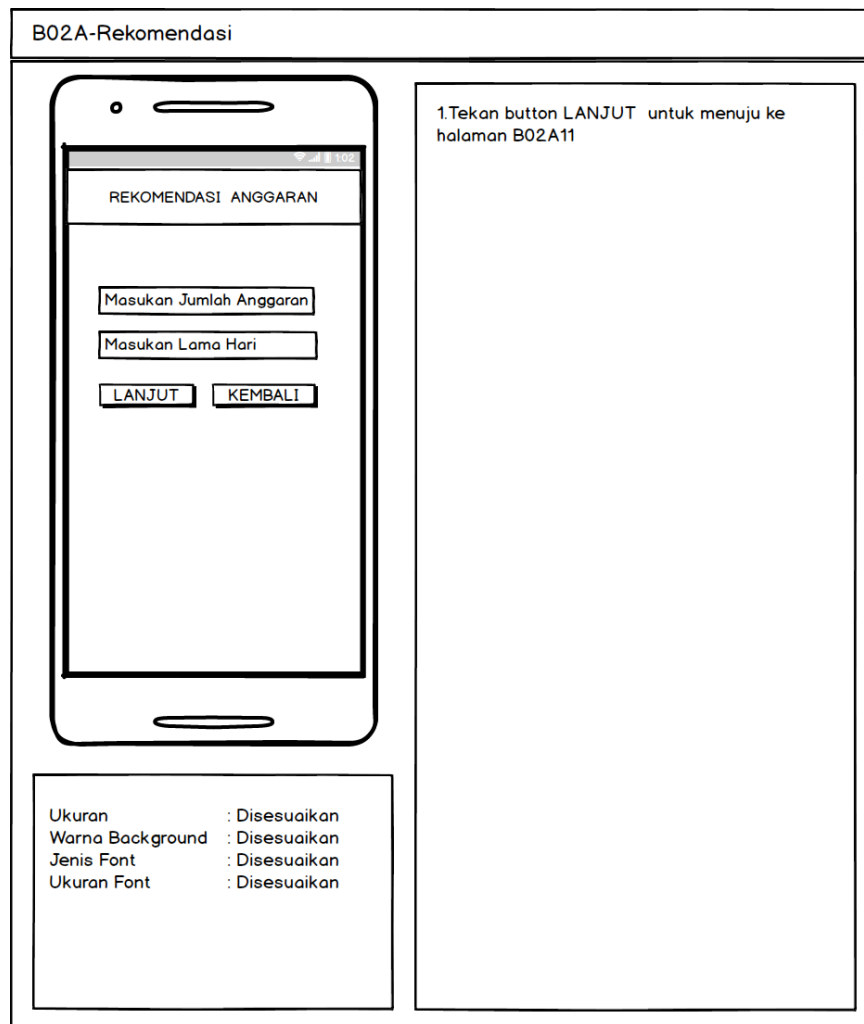 B02A-Rekomendasi
1:02
REKOMENDASI ANGGARAN
Masukan Jumlah Anggaran
Masukan Lama Hari
LANJUT KEMBALI
1.Tekan button LANJUT untuk menuju ke
halaman B02A11
Ukuran : Disesuaikan
Warna Background : Disesuaikan
Jenis Font : Disesuaikan
Ukuran Font : Disesuaikan